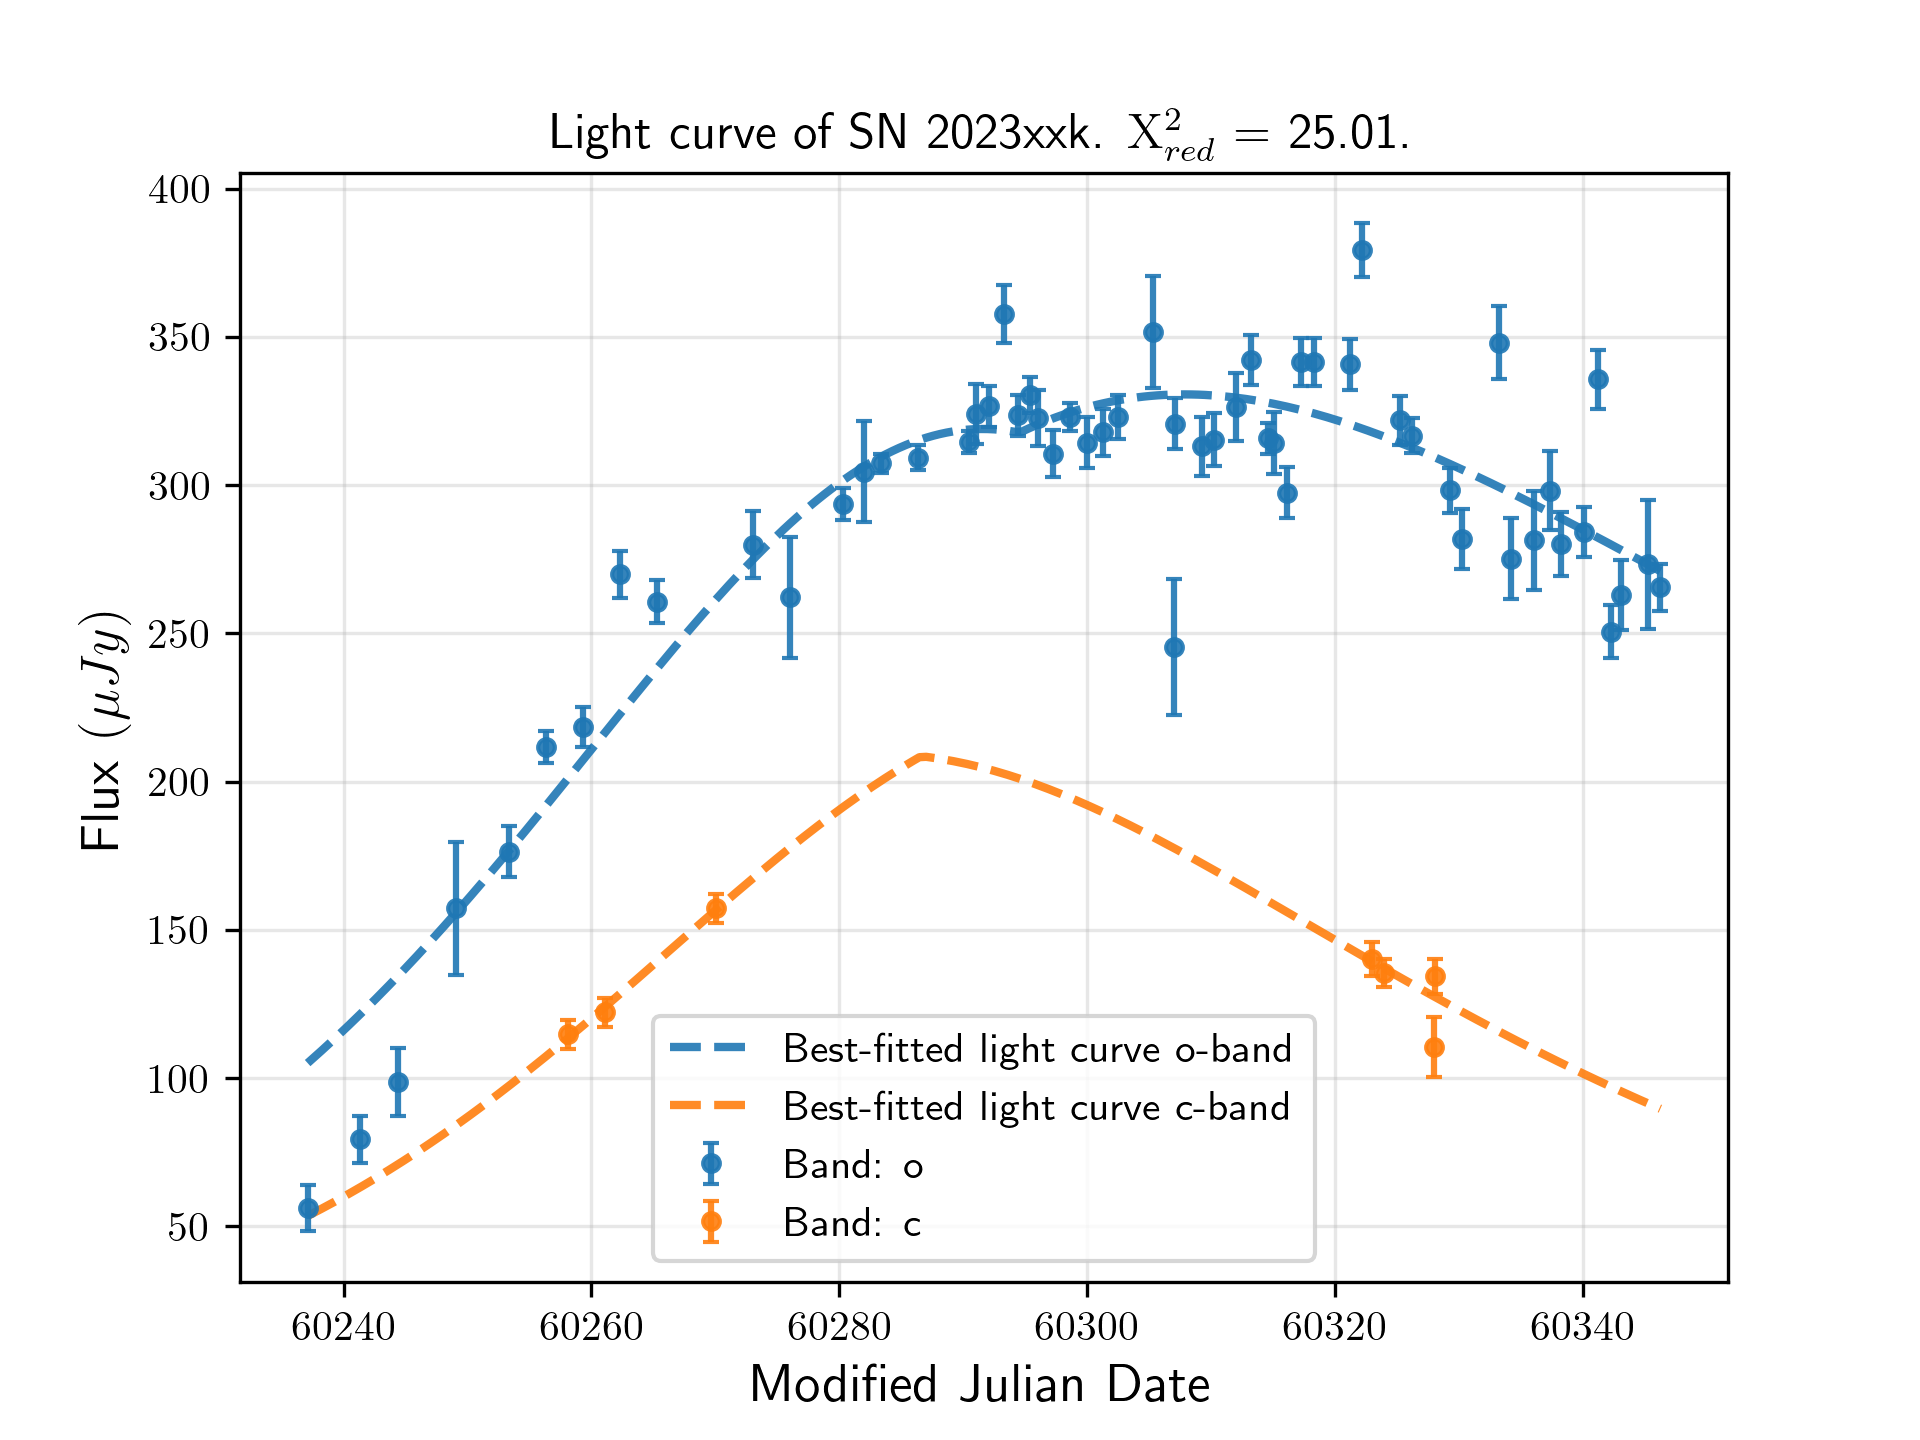 Light curve of SN 2023xxk. X²red = 25.01.
400
350
300
250
200
150
100
50
Flux (μJy)
Best-fitted light curve o-band
Best-fitted light curve c-band
Band: o
Band: c
60240 60260 60280 60300 60320 60340
Modified Julian Date